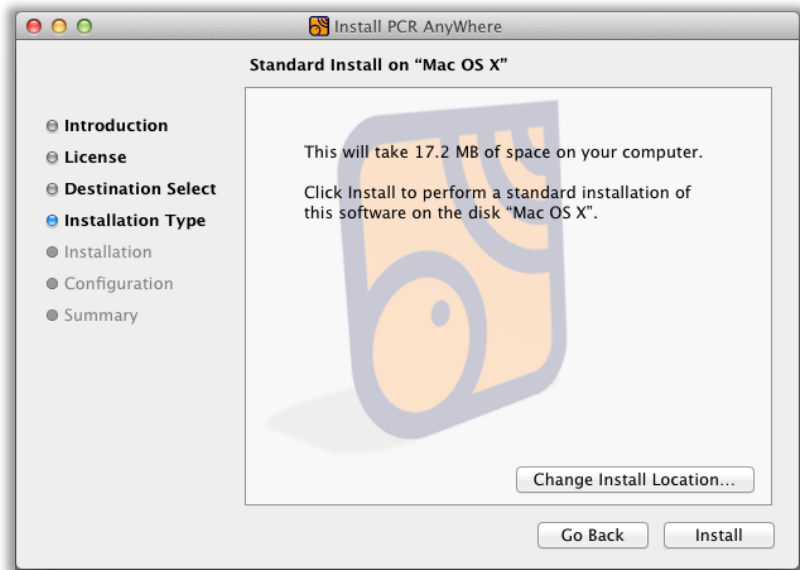 Install PCR AnyWhere
Standard Install on “Mac OS X”
Introduction
License
Destination Select
Installation Type
Installation
Configuration
Summary
This will take 17.2 MB of space on your computer.
Click Install to perform a standard installation of
this software on the disk “Mac OS X”.
Change Install Location...
Go Back
Install